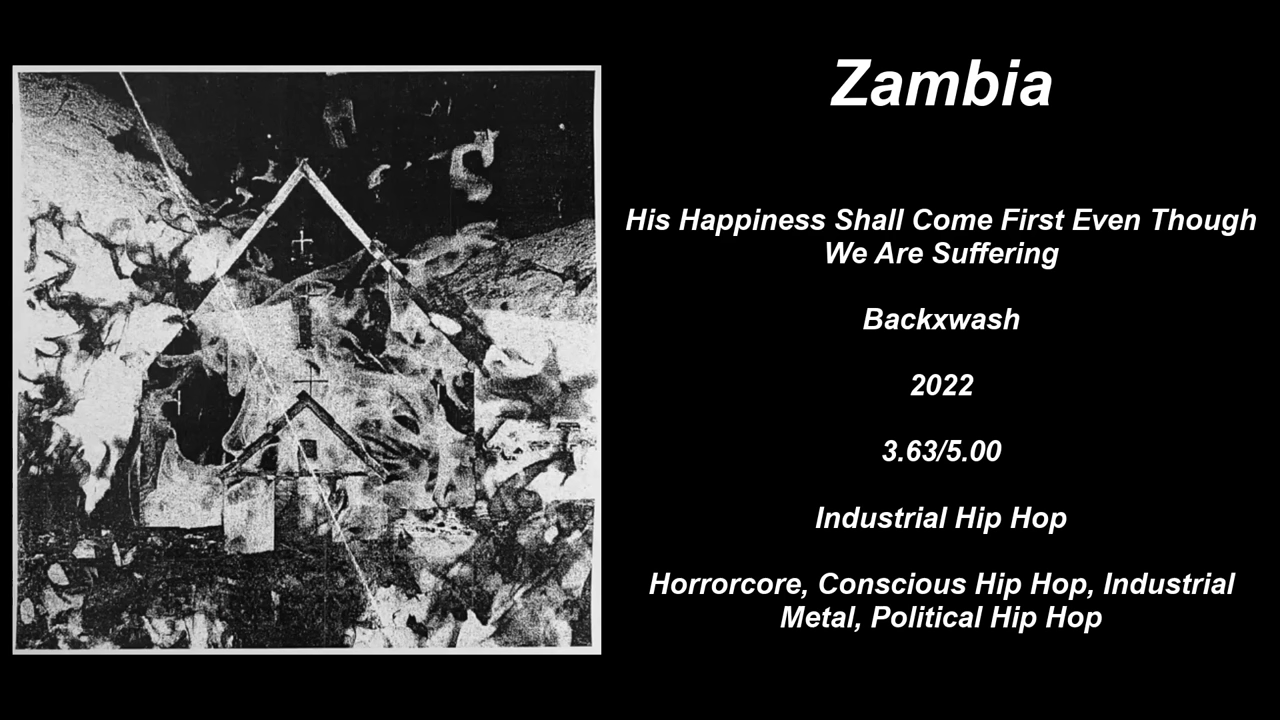 Zambia
His Happiness Shall Come First Even Though
We Are Suffering
Backxwash
2022
3.63/5.00
Industrial Hip Hop
Horrorcore, Conscious Hip Hop, Industrial
Metal, Political Hip Hop